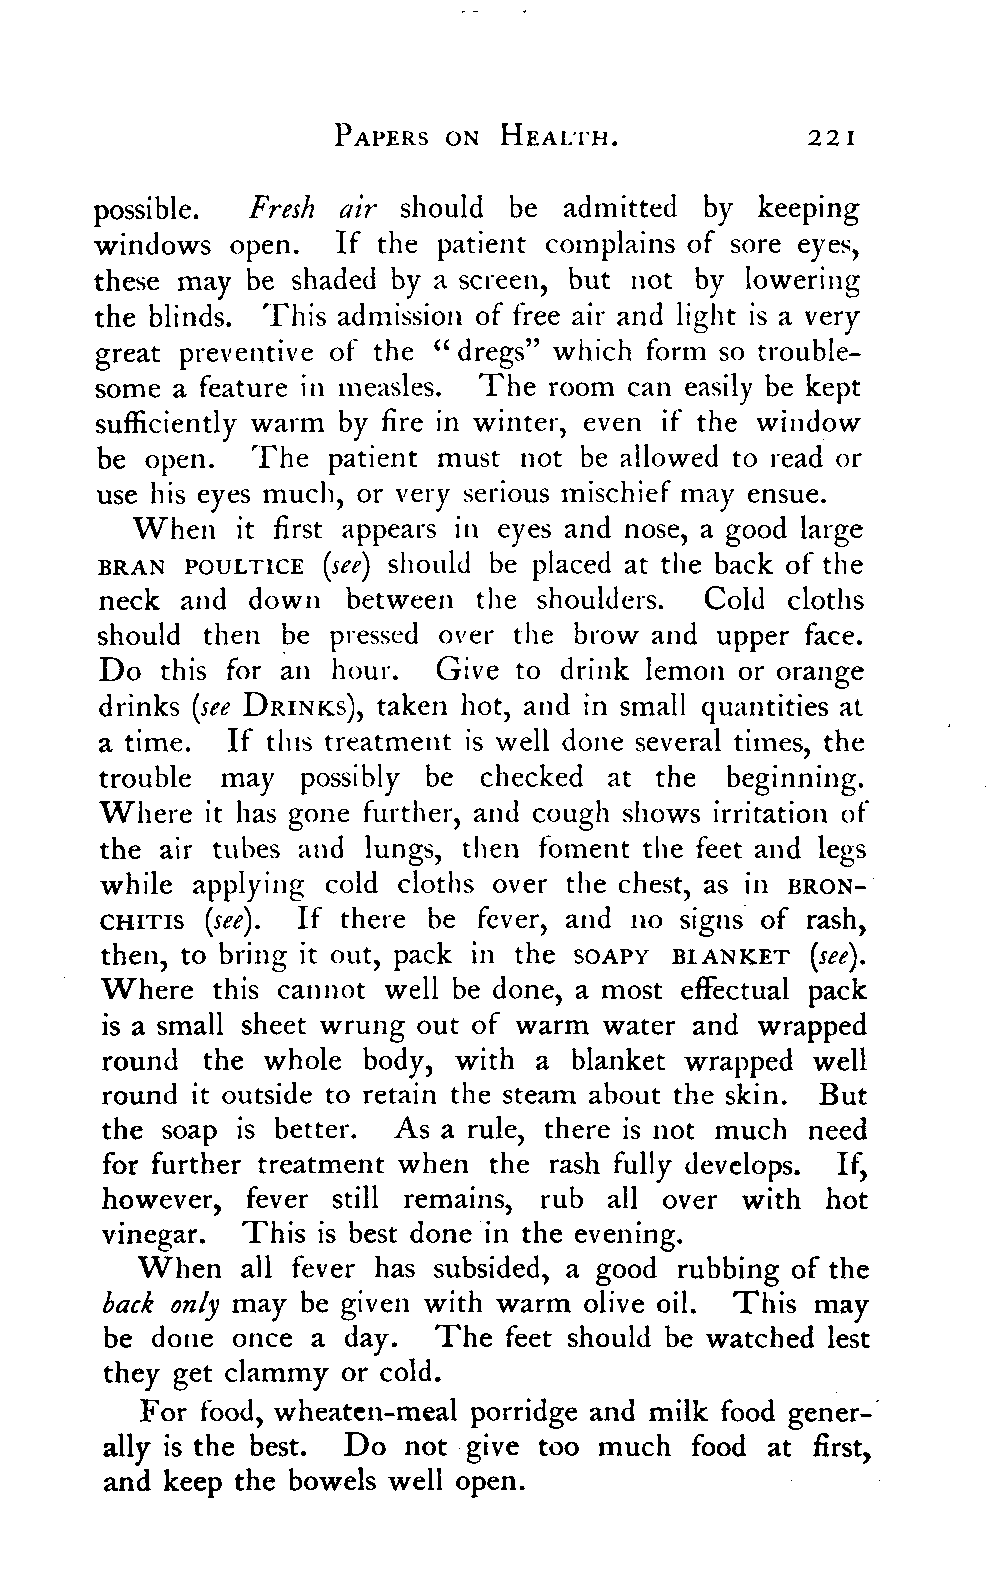 PAPERS ON HEALTH. 221
possible. Fresh air should be admitted by keeping
windows open. If the patient complains of sore eyes,
these may be shaded by a screen, but not by lowering
the blinds. This admission of free air and light is a very
great preventive of the “dregs” which form so trouble-
some a feature in measles. The room can easily be kept
sufficiently warm by fire in winter, even if the window
be open. The patient must not be allowed to read or
use his eyes much, or very serious mischief may ensue.
When it first appears in eyes and nose, a good large
BRAN POULTICE (see) should be placed at the back of the
neck and down between the shoulders. Cold cloths
should then be pressed over the brow and upper face.
Do this for an hour. Give to drink lemon or orange
drinks (see DRINKS), taken hot, and in small quantities at
a time. If this treatment is well done several times, the
trouble may possibly be checked at the beginning.
Where it has gone further, and cough shows irritation of
the air tubes and lungs, then foment the feet and legs
while applying cold cloths over the chest, as in BRON-
CHITIS (see). If there be fever, and no signs of rash,
then, to bring it out, pack in the SOAPY BLANKET (see).
Where this cannot well be done, a most effectual pack
is a small sheet wrung out of warm water and wrapped
round the whole body, with a blanket wrapped well
round it outside to retain the steam about the skin. But
the soap is better. As a rule, there is not much need
for further treatment when the rash fully develops. If,
however, fever still remains, rub all over with hot
vinegar. This is best done in the evening.
When all fever has subsided, a good rubbing of the
back only may be given with warm olive oil. This may
be done once a day. The feet should be watched lest
they get clammy or cold.
For food, wheaten-meal porridge and milk food gener-
ally is the best. Do not give too much food at first,
and keep the bowels well open.